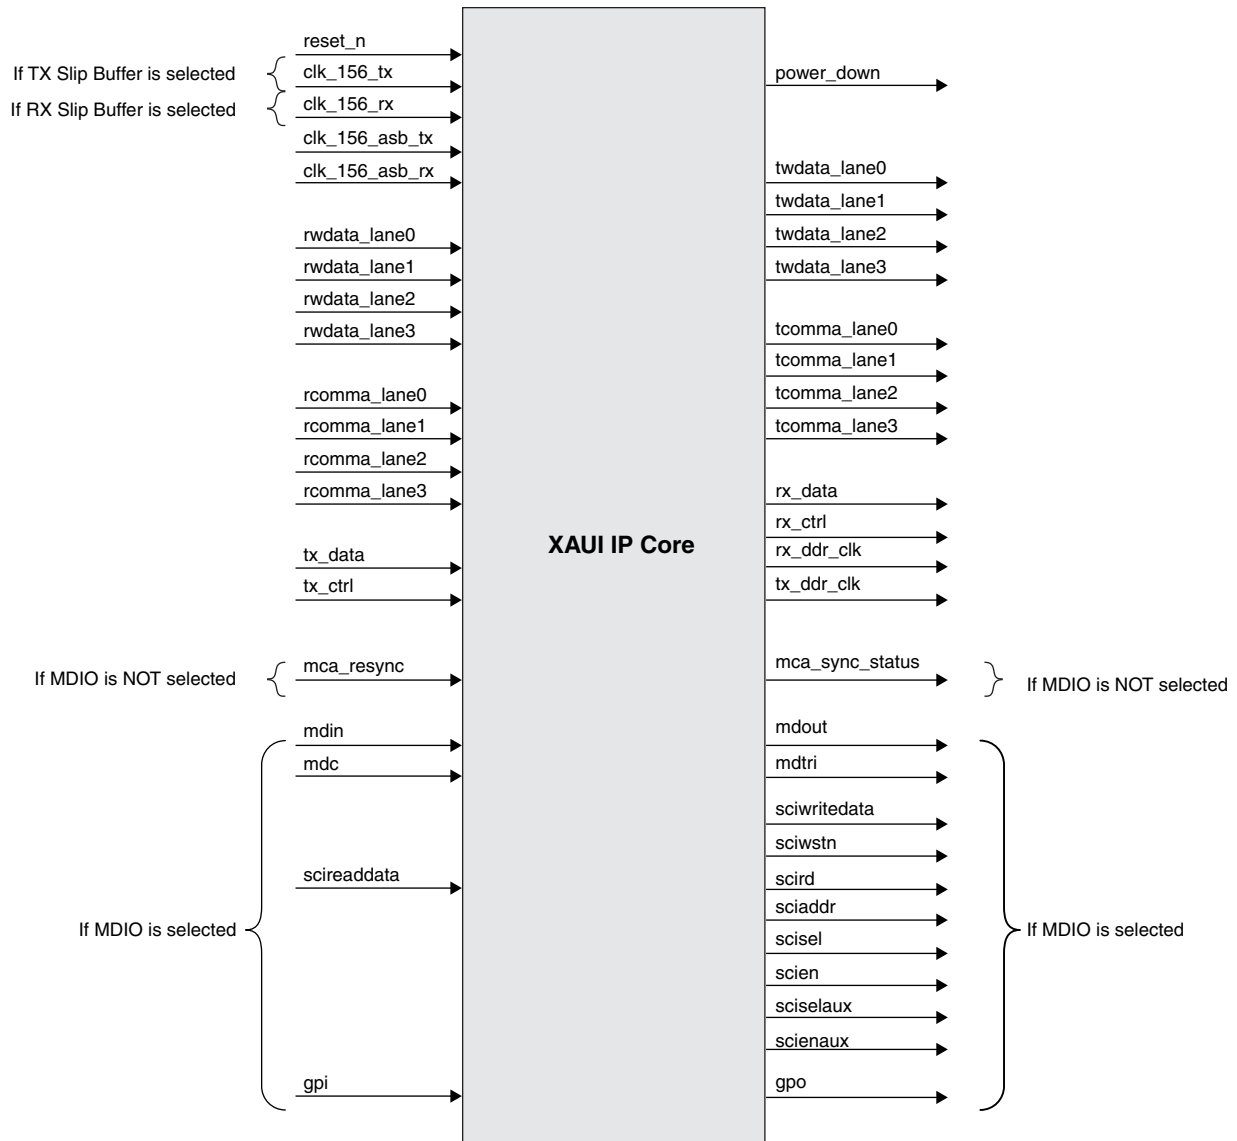 reset_n
If TX Slip Buffer is selected
clk_156_tx
If RX Slip Buffer is selected
clk_156_rx
clk_156_asb_tx
clk_156_asb_rx
rwdata_lane0
rwdata_lane1
rwdata_lane2
rwdata_lane3
rcomma_lane0
rcomma_lane1
rcomma_lane2
rcomma_lane3
tx_data
tx_ctrl
If MDIO is NOT selected
mca_resync
mdin
mdc
scireaddata
If MDIO is selected
gpi
XAUI IP Core
power_down
twdata_lane0
twdata_lane1
twdata_lane2
twdata_lane3
tcomma_lane0
tcomma_lane1
tcomma_lane2
tcomma_lane3
rx_data
rx_ctrl
rx_ddr_clk
tx_ddr_clk
mca_sync_status
If MDIO is NOT selected
mdout
mdtri
sciwritedata
sciwstn
scird
sciaddr
scisel
If MDIO is selected
scien
sciselaux
scienaux
gpo